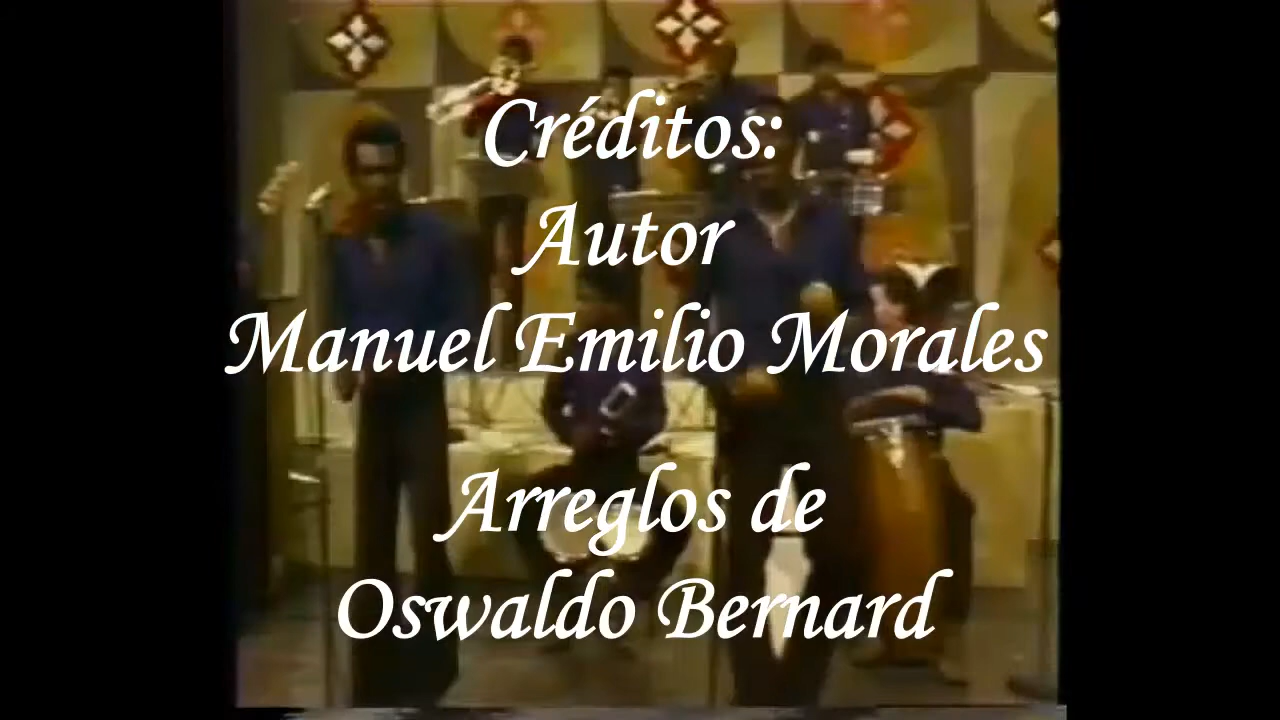 Créditos:
Autor
Manuel Emilio Morales
Arreglos de
Oswaldo Bernard